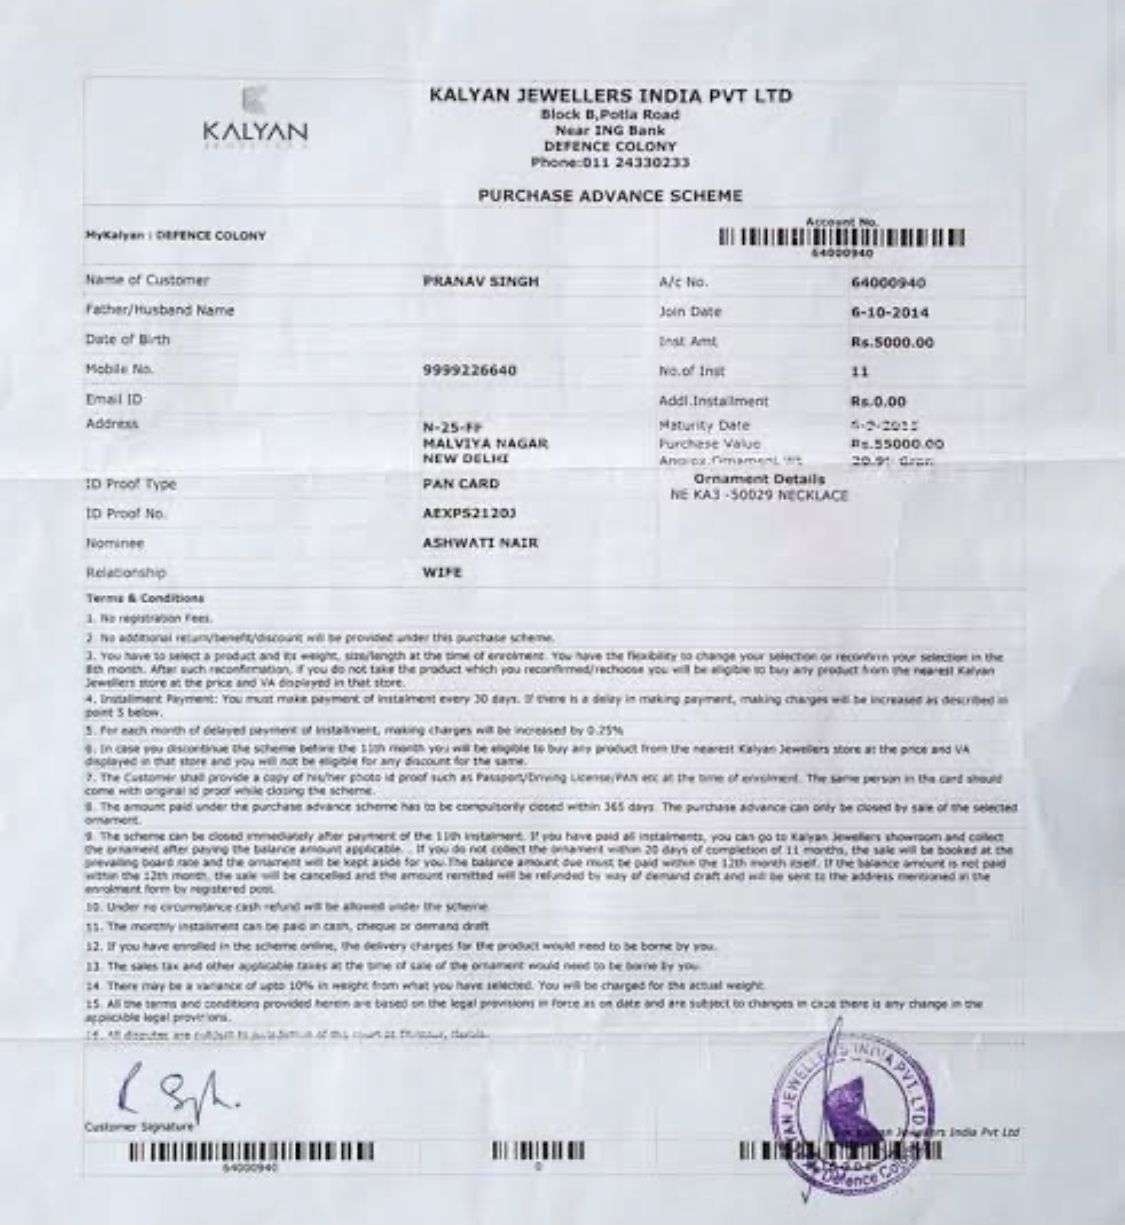 KALYAN
KALYAN JEWELLERS INDIA PVT LTD
Block B,Potla Road
Near ING Bank
DEFENCE COLONY
Phone:011 24330233
PURCHASE ADVANCE SCHEME
MyKalyan : DEFENCE COLONY
Account No.
64000940
Name of Customer PRANAV SINGH A/c No. 64000940
Father/Husband Name Join Date 6-10-2014
Date of Birth Inst Amt Rs.5000.00
Mobile No. 9999226640 No.of Inst 11
Email ID Addl.Installment Rs.0.00
Address N-25-FF Maturity Date
MALVIYA NAGAR Purchase Value Rs.55000.00
NEW DELHI Approx.Ornament Wt
ID Proof Type PAN CARD Ornament Details
NE KA3 -50029 NECKLACE
ID Proof No. AEXPS2120J
Nominee ASHWATI NAIR
Relationship WIFE
Terms & Conditions
1. No registration Fees.
2. No additional return/benefit/discount will be provided under this purchase scheme.
3. You have to select a product and its weight, size/length at the time of enrolment. You have the flexibility to change your selection or reconfirm your selection in the
8th month. After such reconfirmation, if you do not take the product which you reconfirmed/rechoose you will be eligible to buy any product from the nearest Kalyan
Jewellers store at the price and VA displayed in that store.
4. Installment Payment: You must make payment of instalment every 30 days. If there is a delay in making payment, making charges will be increased as described in
point 5 below.
5. For each month of delayed payment of Installment, making charges will be increased by 0.25%
6. In case you discontinue the scheme before the 11th month you will be eligible to buy any product from the nearest Kalyan Jewellers store at the price and VA
displayed in that store and you will not be eligible for any discount for the same.
7. The Customer shall provide a copy of his/her photo id proof such as Passport/Driving License/PAN etc at the time of enrolment. The same person in the card should
come with original id proof while closing the scheme.
8. The amount paid under the purchase advance scheme has to be compulsorily closed within 365 days. The purchase advance can only be closed by sale of the selected
ornament.
9. The scheme can be closed immediately after payment of the 11th instalment. If you have paid all instalments, you can go to Kalyan Jewellers showroom and collect
the ornament after paying the balance amount applicable. . If you do not collect the ornament within 20 days of completion of 11 months, the sale will be booked at the
prevailing board rate and the ornament will be kept aside for you.The balance amount due must be paid within the 12th month itself. If the balance amount is not paid
within the 12th month, the sale will be cancelled and the amount remitted will be refunded by way of demand draft and will be sent to the address mentioned in the
enrolment form by registered post.
10. Under no circumstance cash refund will be allowed under the scheme
11. The monthly installment can be paid in cash, cheque or demand draft
12. If you have enrolled in the scheme online, the delivery charges for the product would need to be borne by you.
13. The sales tax and other applicable taxes at the time of sale of the ornament would need to be borne by you.
14. There may be a variance of upto 10% in weight from what you have selected. You will be charged for the actual weight.
15. All the terms and conditions provided herein are based on the legal provisions in force as on date and are subject to changes in case there is any change in the
applicable legal provisions.
All disputes are subject to of this court at
Customer Signature
JEWELLERS INDIA PVT. LTD
Defence
India Pvt Ltd
64000940
0